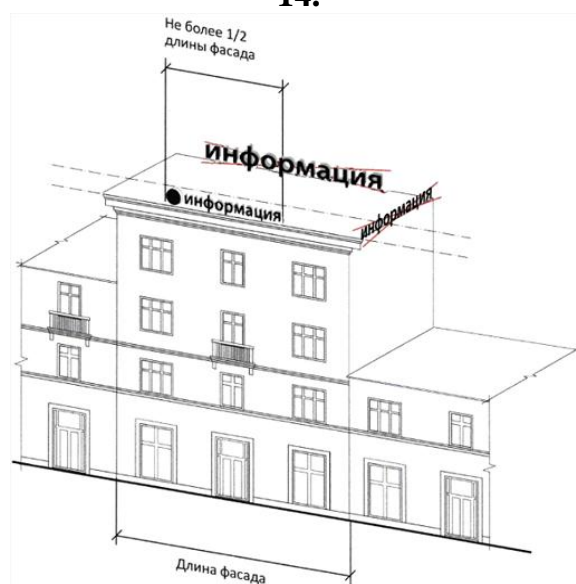 14.
Не более 1/2
длины фасада
информация
информация
информация
Длина фасада